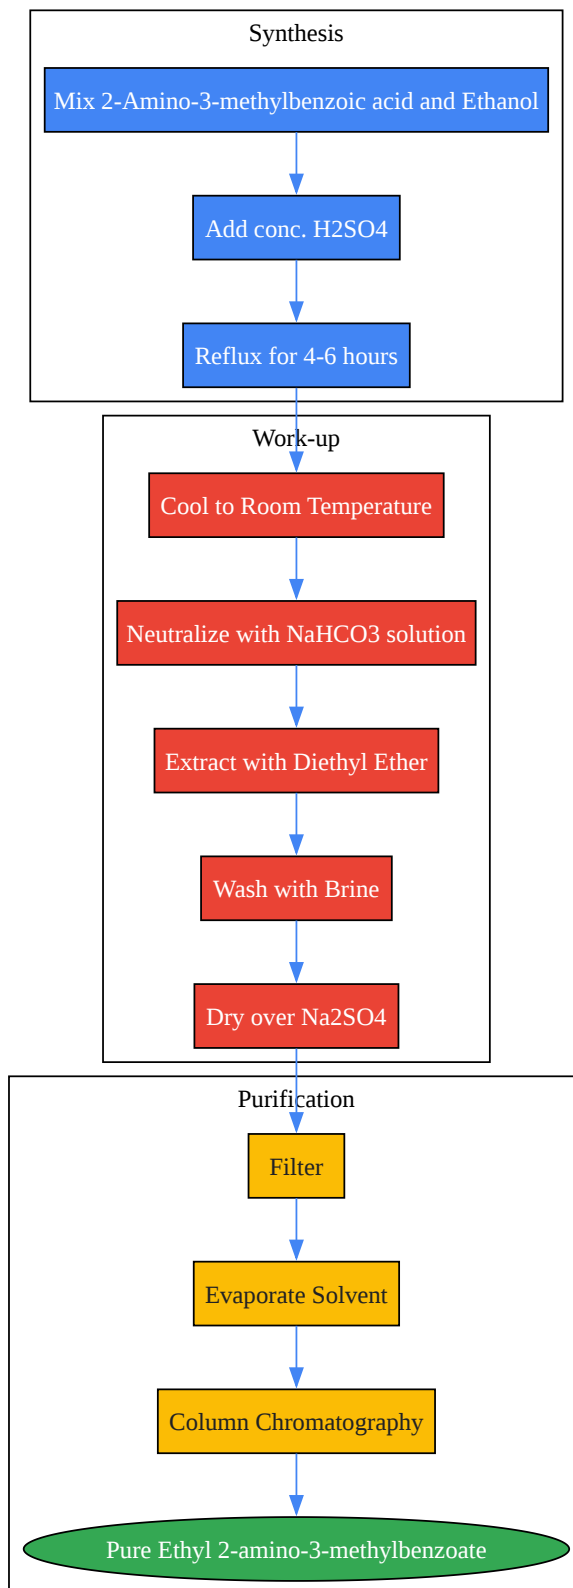 Synthesis
Mix 2-Amino-3-methylbenzoic acid and Ethanol
Add conc. H2SO4
Reflux for 4-6 hours
Work-up
Cool to Room Temperature
Neutralize with NaHCO3 solution
Extract with Diethyl Ether
Wash with Brine
Dry over Na2SO4
Purification
Filter
Evaporate Solvent
Column Chromatography
Pure Ethyl 2-amino-3-methylbenzoate